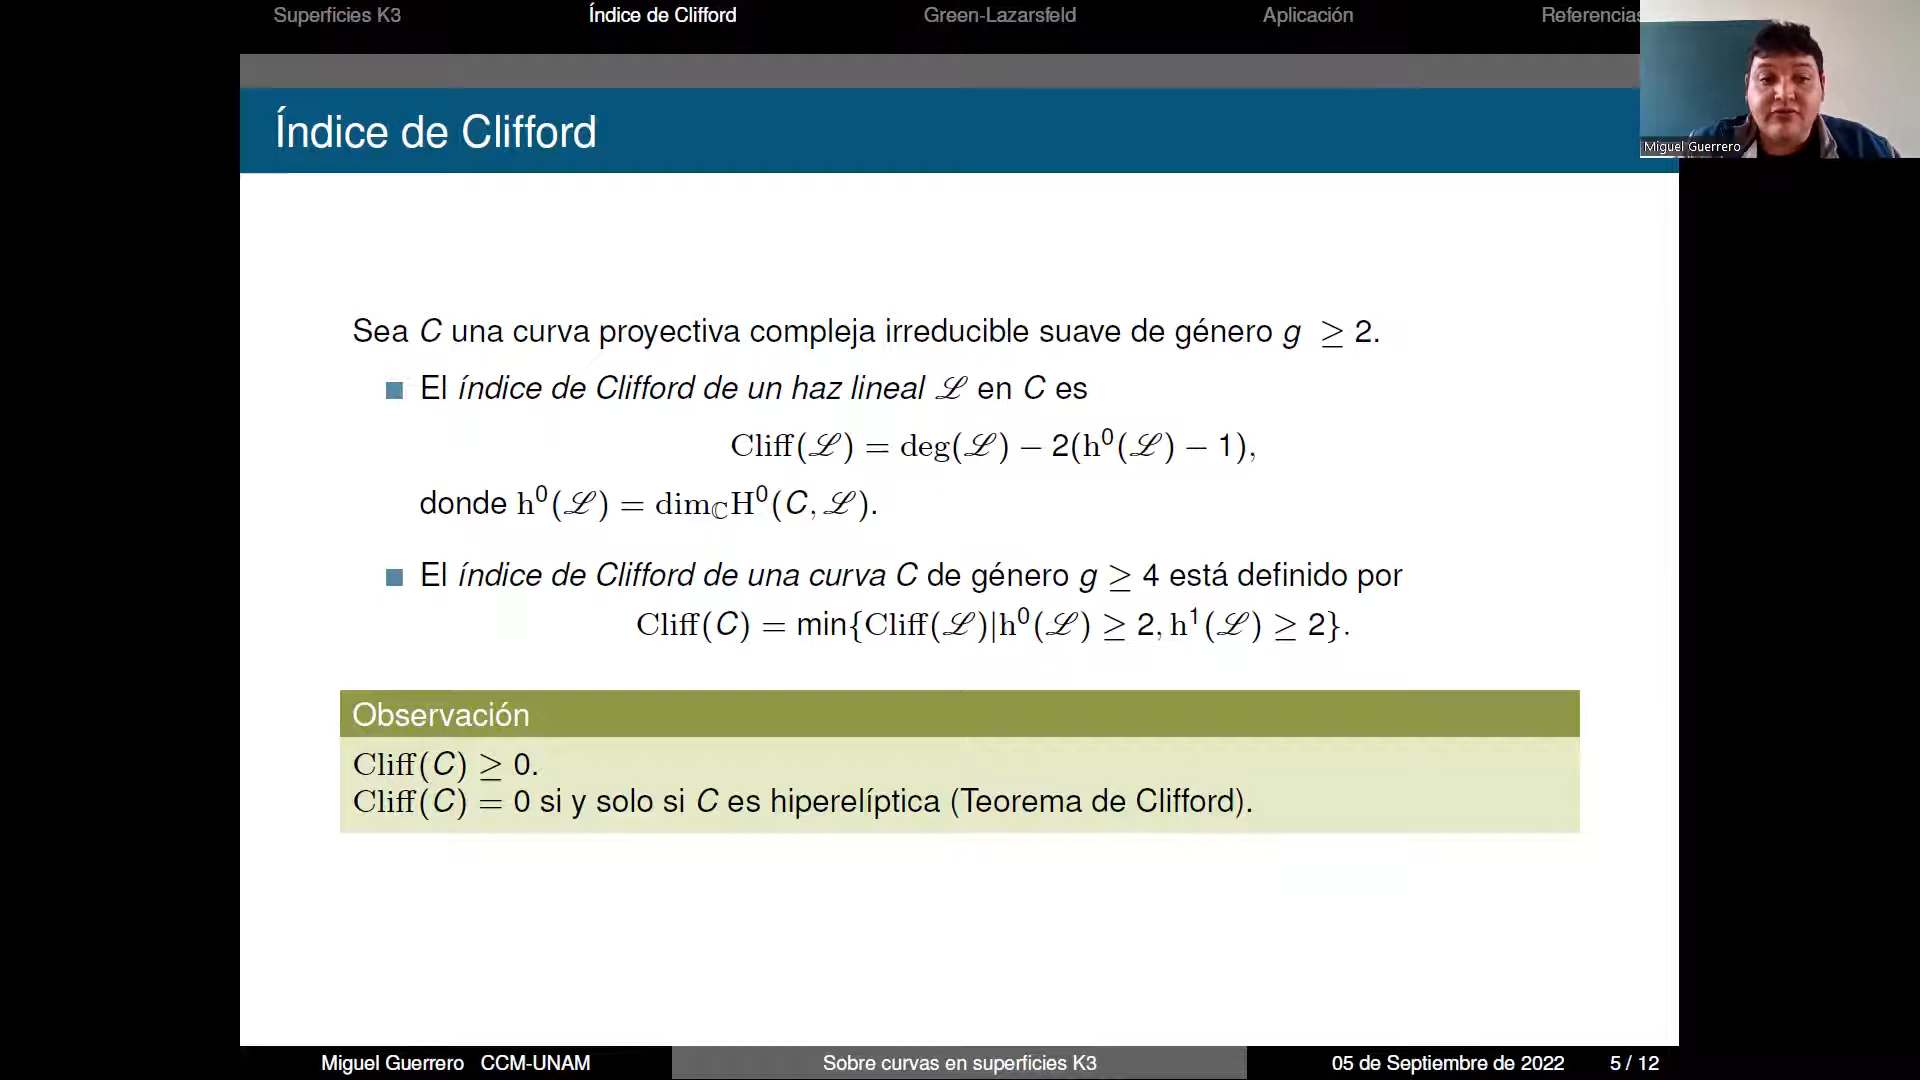 Superficies K3 Índice de Clifford Green-Lazarsfeld Aplicación Referencias
Miguel Guerrero
Índice de Clifford
Sea C una curva proyectiva compleja irreducible suave de género g ≥ 2.
El índice de Clifford de un haz lineal ℒ en C es
Cliff(ℒ) = deg(ℒ) − 2(h⁰(ℒ) − 1),
donde h⁰(ℒ) = dim_ℂH⁰(C, ℒ).
El índice de Clifford de una curva C de género g ≥ 4 está definido por
Cliff(C) = min{Cliff(ℒ)|h⁰(ℒ) ≥ 2, h¹(ℒ) ≥ 2}.
Observación
Cliff(C) ≥ 0.
Cliff(C) = 0 si y solo si C es hiperelíptica (Teorema de Clifford).
Miguel Guerrero CCM-UNAM Sobre curvas en superficies K3 05 de Septiembre de 2022 5 / 12